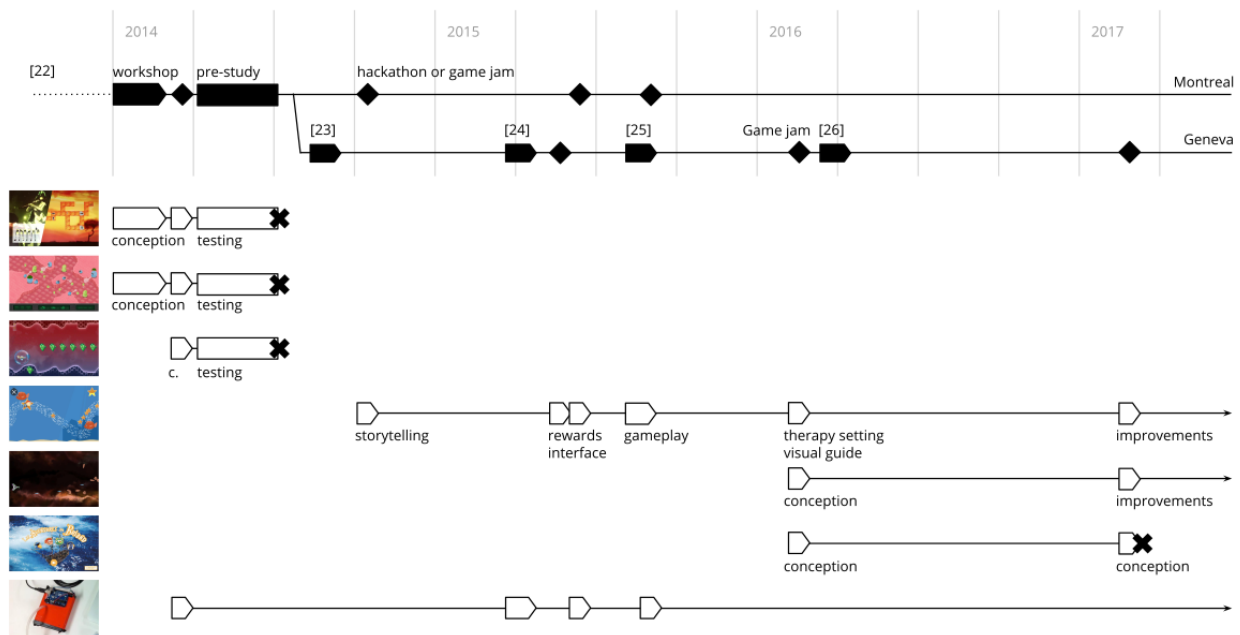 2014
2015
2016
2017
[22]
workshop
pre-study
hackathon or game jam
Montreal
[23]
[24]
[25]
Game jam
[26]
Geneva
conception
testing
conception
testing
c.
testing
storytelling
rewards
interface
gameplay
therapy setting
visual guide
improvements
conception
improvements
conception
conception